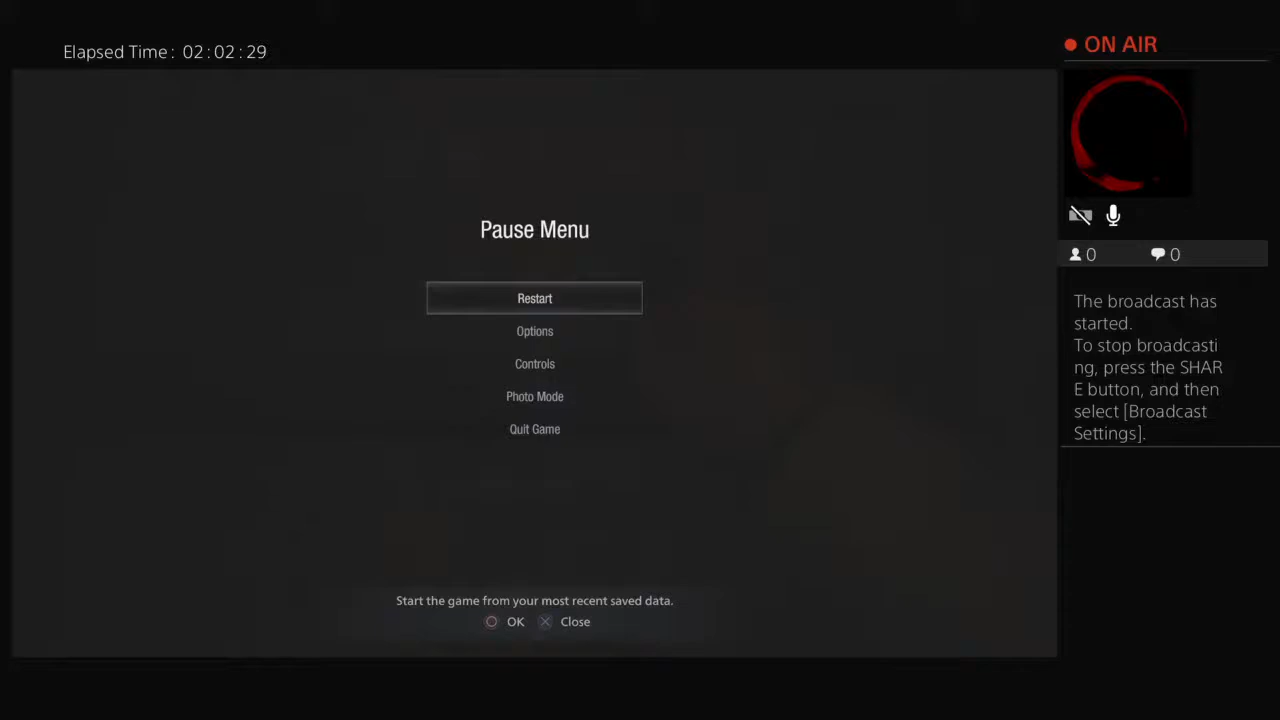 Elapsed Time: 02:02:29
ON AIR
0
0
The broadcast has
started.
To stop broadcasti
ng, press the SHAR
E button, and then
select [Broadcast
Settings].
Pause Menu
Restart
Options
Controls
Photo Mode
Quit Game
Start the game from your most recent saved data.
OK Close